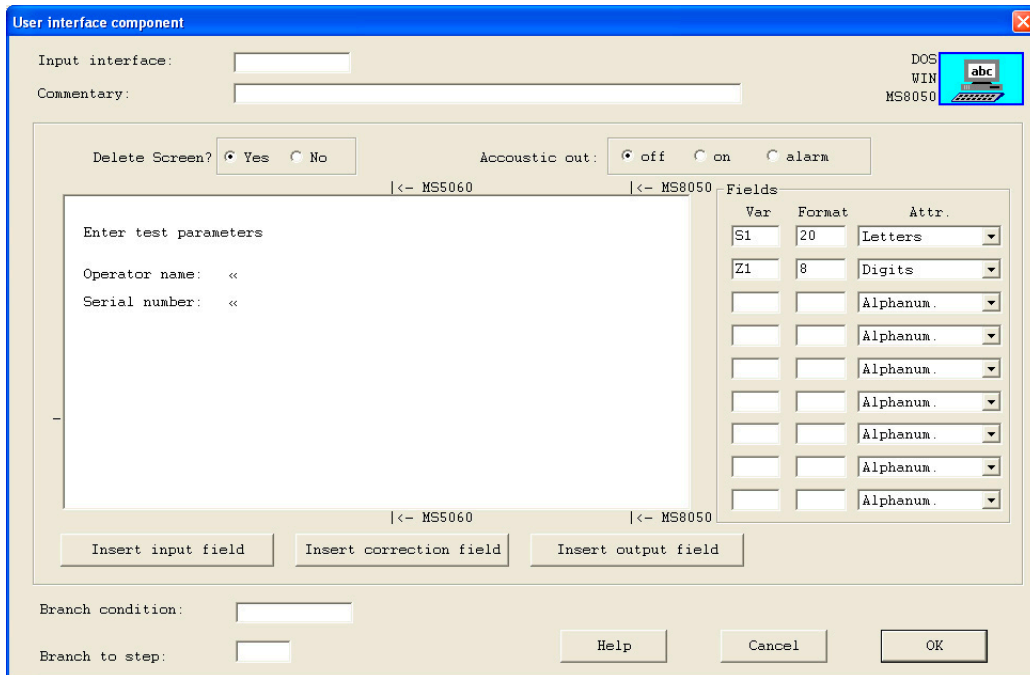 User interface component
Input interface:
Commentary:
DOS
WIN
MS8050
abc
Delete Screen? Yes No
Accoustic out: off on alarm
|<- MS5060 |<- MS8050
Enter test parameters
Operator name: «
Serial number: «
Fields
Var Format Attr.
S1 20 Letters
Z1 8 Digits
Alphanum.
Alphanum.
Alphanum.
Alphanum.
Alphanum.
Alphanum.
Alphanum.
|<- MS5060 |<- MS8050
Insert input field Insert correction field Insert output field
Branch condition:
Branch to step:
Help Cancel OK